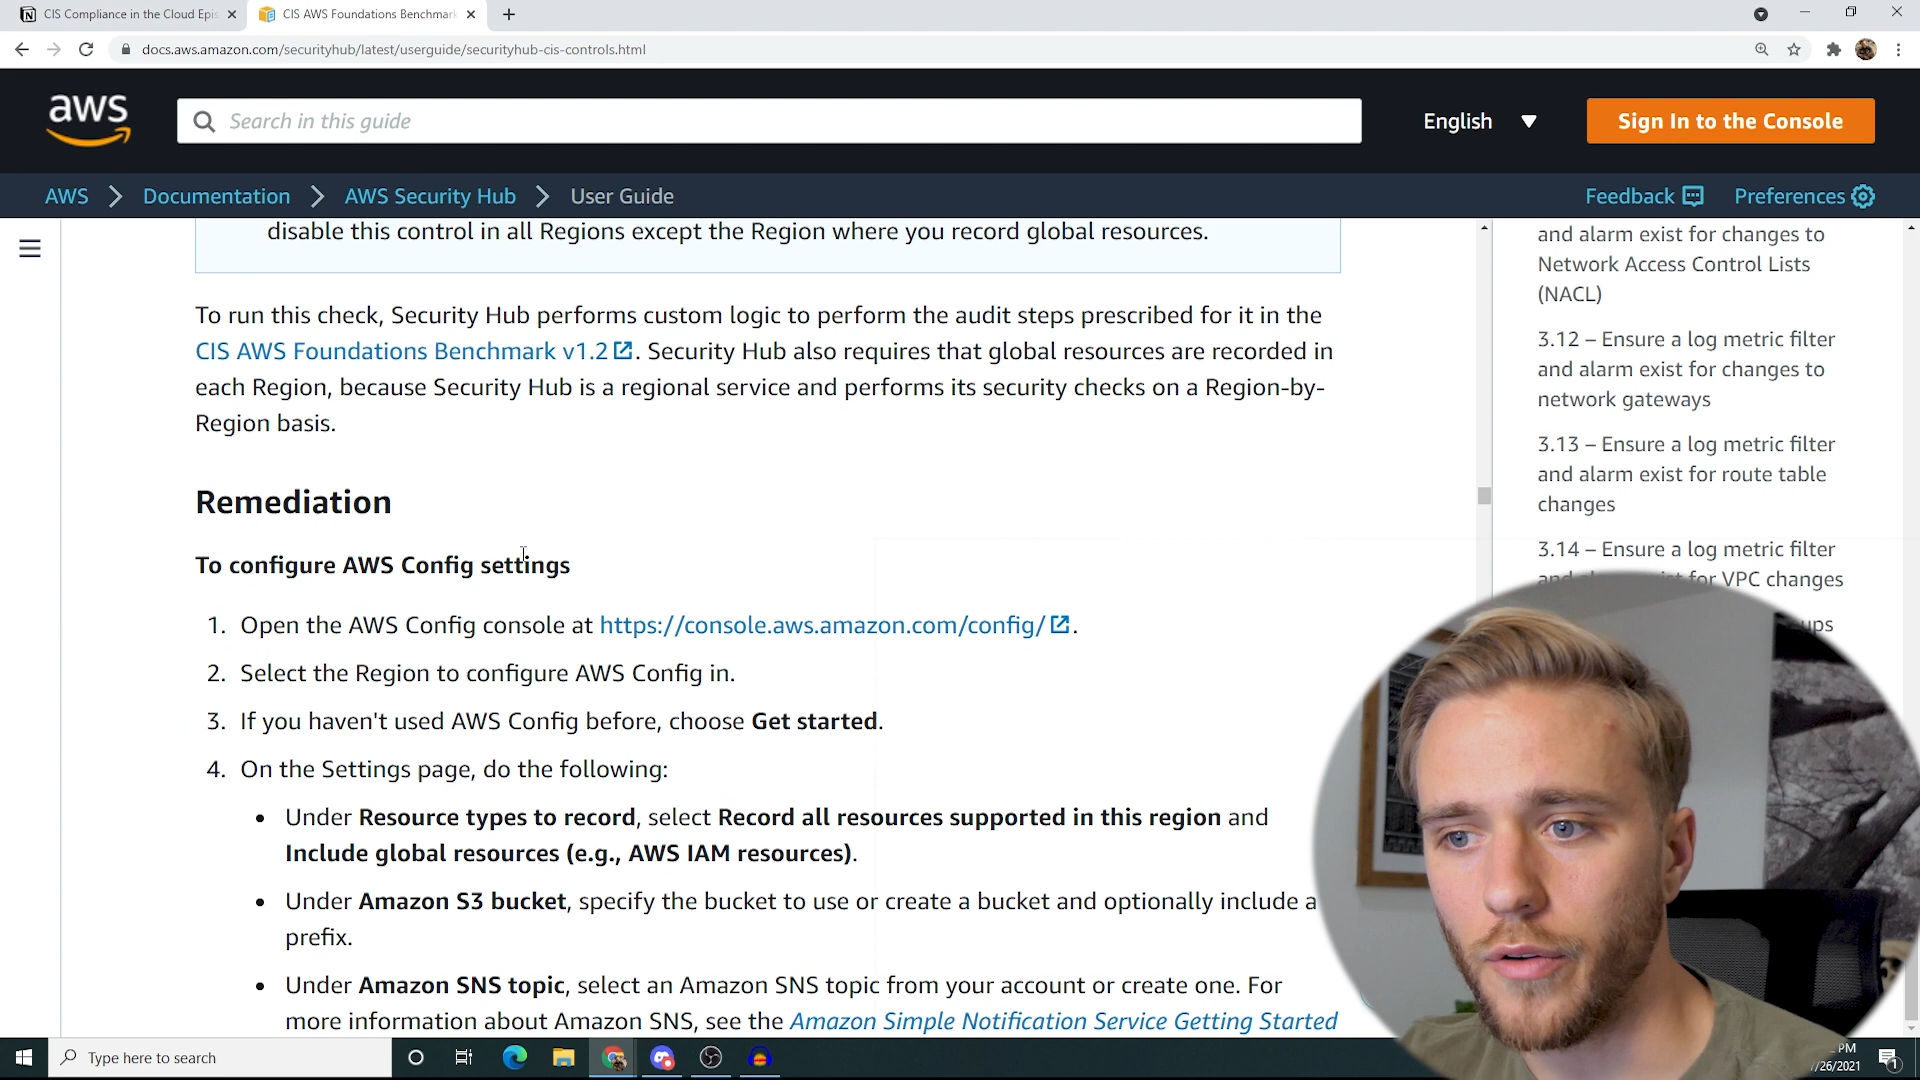 CIS Compliance in the Cloud Epis
CIS AWS Foundations Benchmark
docs.aws.amazon.com/securityhub/latest/userguide/securityhub-cis-controls.html
aws
Search in this guide
English
Sign In to the Console
AWS
Documentation
AWS Security Hub
User Guide
Feedback
Preferences
disable this control in all Regions except the Region where you record global resources.
To run this check, Security Hub performs custom logic to perform the audit steps prescribed for it in the
CIS AWS Foundations Benchmark v1.2. Security Hub also requires that global resources are recorded in
each Region, because Security Hub is a regional service and performs its security checks on a Region-by-
Region basis.
Remediation
To configure AWS Config settings
1. Open the AWS Config console at https://console.aws.amazon.com/config/.
2. Select the Region to configure AWS Config in.
3. If you haven't used AWS Config before, choose Get started.
4. On the Settings page, do the following:
• Under Resource types to record, select Record all resources supported in this region and
Include global resources (e.g., AWS IAM resources).
• Under Amazon S3 bucket, specify the bucket to use or create a bucket and optionally include a
prefix.
• Under Amazon SNS topic, select an Amazon SNS topic from your account or create one. For
more information about Amazon SNS, see the Amazon Simple Notification Service Getting Started
and alarm exist for changes to
Network Access Control Lists
(NACL)
3.12 – Ensure a log metric filter
and alarm exist for changes to
network gateways
3.13 – Ensure a log metric filter
and alarm exist for route table
changes
3.14 – Ensure a log metric filter
for VPC changes
ups
Type here to search
PM
/26/2021
1